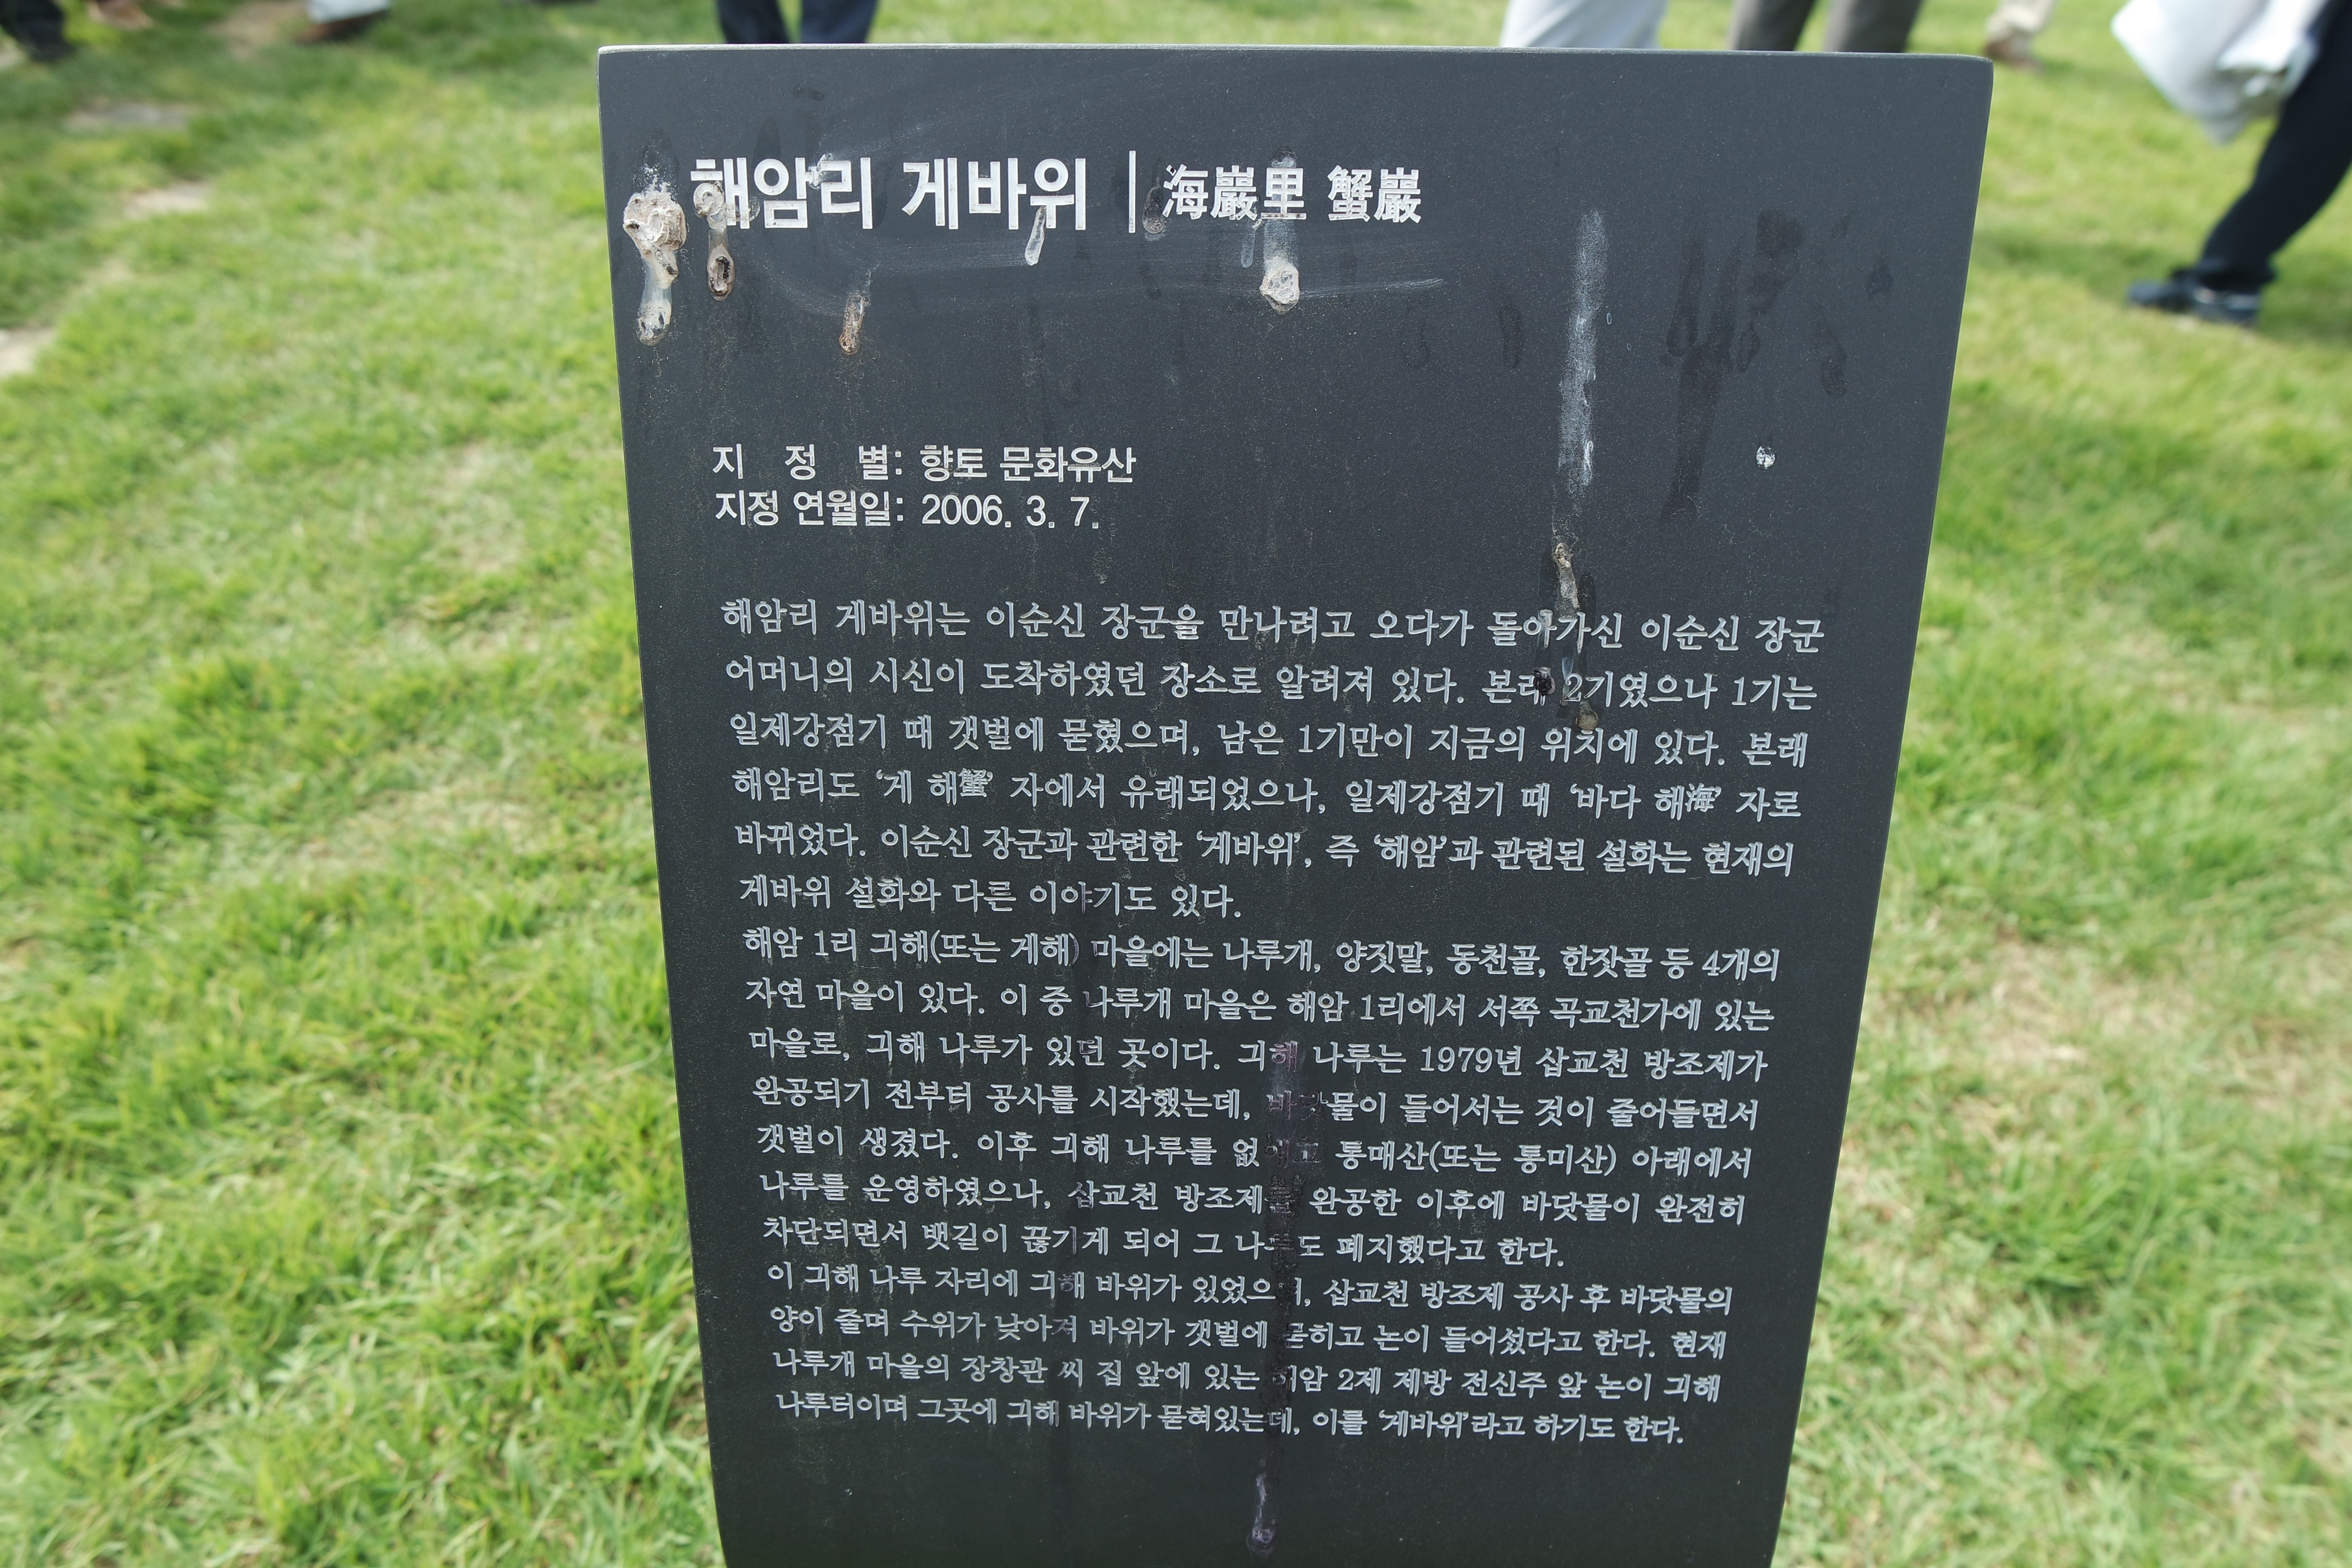 해암리 게바위 | 海巖里 蟹巖
지 정 별: 향토 문화유산
지정 연월일: 2006. 3. 7.
해암리 게바위는 이순신 장군을 만나려고 오다가 돌아가신 이순신 장군
어머니의 시신이 도착하였던 장소로 알려져 있다. 본래 2기였으나 1기는
일제강점기 때 갯벌에 묻혔으며, 남은 1기만이 지금의 위치에 있다. 본래
해암리도 ‘게 해蟹’ 자에서 유래되었으나, 일제강점기 때 ‘바다 해海’ 자로
바뀌었다. 이순신 장군과 관련한 ‘게바위’, 즉 ‘해암’과 관련된 설화는 현재의
게바위 설화와 다른 이야기도 있다.
해암 1리 긔해(또는 게해) 마을에는 나루개, 양짓말, 동천골, 한잣골 등 4개의
자연 마을이 있다. 이 중 나루개 마을은 해암 1리에서 서쪽 곡교천가에 있는
마을로, 긔해 나루가 있던 곳이다. 긔해 나루는 1979년 삽교천 방조제가
완공되기 전부터 공사를 시작했는데, 바닷물이 들어서는 것이 줄어들면서
갯벌이 생겼다. 이후 긔해 나루를 없애고 통매산(또는 통미산) 아래에서
나루를 운영하였으나, 삽교천 방조제를 완공한 이후에 바닷물이 완전히
차단되면서 뱃길이 끊기게 되어 그 나루도 폐지했다고 한다.
이 긔해 나루 자리에 긔해 바위가 있었으며, 삽교천 방조제 공사 후 바닷물의
양이 줄며 수위가 낮아져 바위가 갯벌에 묻히고 논이 들어섰다고 한다. 현재
나루개 마을의 장창관 씨 집 앞에 있는 해암 2제 제방 전신주 앞 논이 긔해
나루터이며 그곳에 긔해 바위가 묻혀있는데, 이를 ‘게바위’라고 하기도 한다.